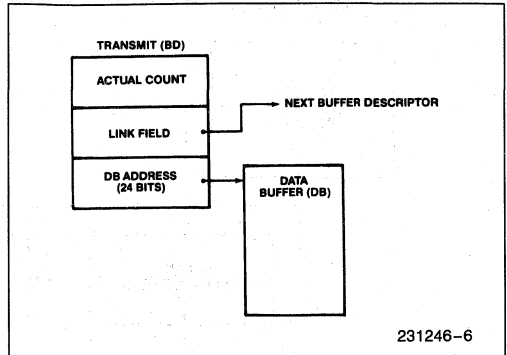 TRANSMIT (BD)
ACTUAL COUNT
LINK FIELD
NEXT BUFFER DESCRIPTOR
DB ADDRESS
(24 BITS)
DATA
BUFFER (DB)
231246–6